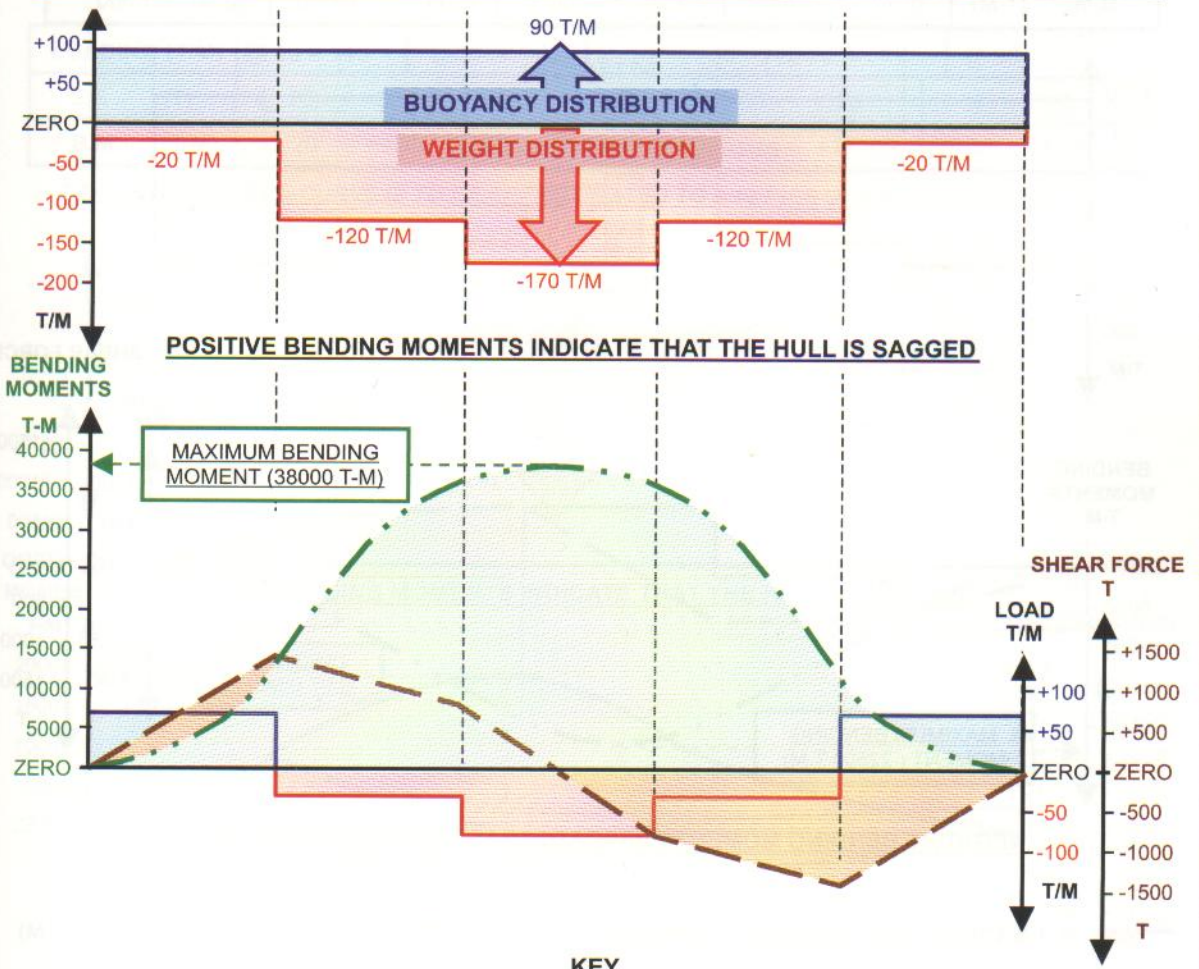 90 T/M
+100
+50
ZERO
-50
-100
-150
-200
T/M
BUOYANCY DISTRIBUTION
WEIGHT DISTRIBUTION
-20 T/M
-120 T/M
-170 T/M
-120 T/M
-20 T/M
POSITIVE BENDING MOMENTS INDICATE THAT THE HULL IS SAGGED
BENDING
MOMENTS
T-M
40000
35000
30000
25000
20000
15000
10000
5000
ZERO
MAXIMUM BENDING
MOMENT (38000 T-M)
LOAD
T/M
+100
+50
ZERO
-50
-100
T/M
SHEAR FORCE
T
+1500
+1000
+500
ZERO
-500
-1000
-1500
T
KEY